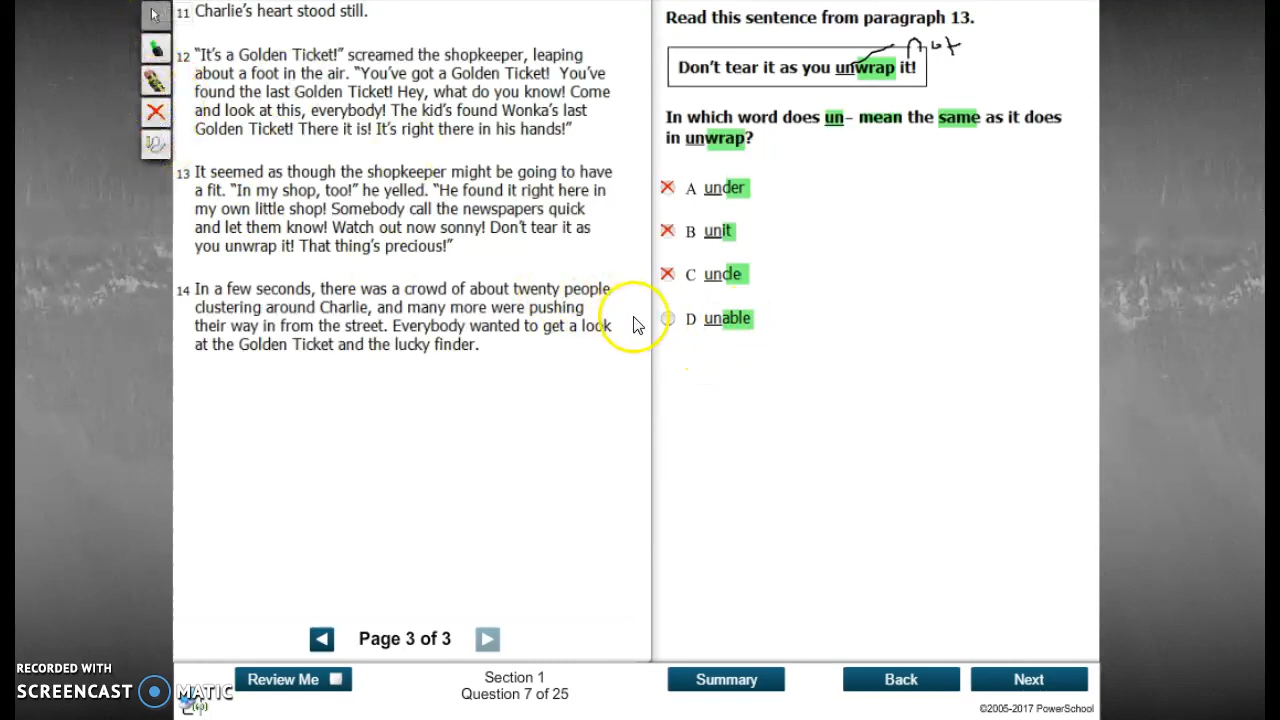 11 Charlie's heart stood still.
12 “It's a Golden Ticket!” screamed the shopkeeper, leaping
about a foot in the air. “You've got a Golden Ticket! You've
found the last Golden Ticket! Hey, what do you know! Come
and look at this, everybody! The kid's found Wonka's last
Golden Ticket! There it is! It's right there in his hands!”
13 It seemed as though the shopkeeper might be going to have
a fit. “In my shop, too!” he yelled. “He found it right here in
my own little shop! Somebody call the newspapers quick
and let them know! Watch out now sonny! Don't tear it as
you unwrap it! That thing's precious!”
14 In a few seconds, there was a crowd of about twenty people
clustering around Charlie, and many more were pushing
their way in from the street. Everybody wanted to get a look
at the Golden Ticket and the lucky finder.
Page 3 of 3
Read this sentence from paragraph 13.
not
Don't tear it as you unwrap it!
In which word does un– mean the same as it does
in unwrap?
A under
B unit
C uncle
D unable
Review Me
Section 1
Question 7 of 25
Summary
Back
Next
©2005-2017 PowerSchool
RECORDED WITH
SCREENCAST MATIC